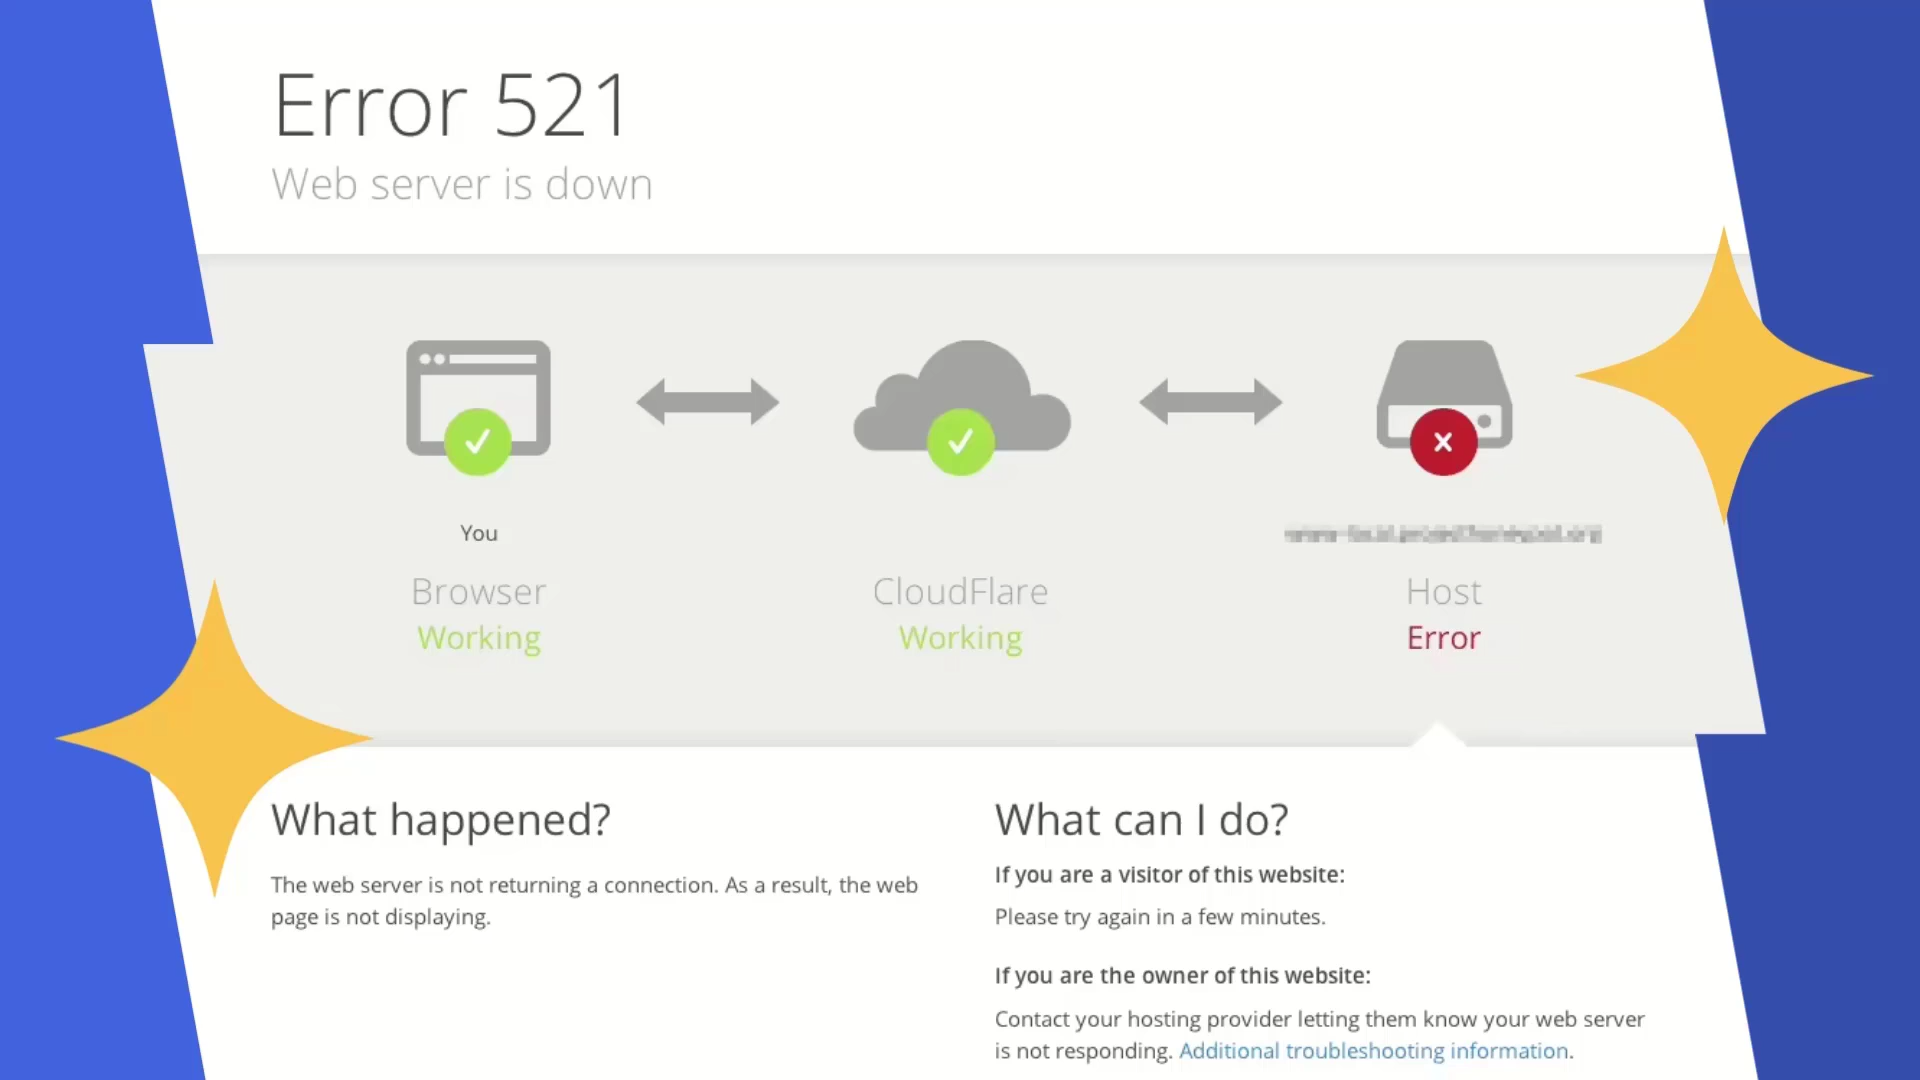 Error 521
Web server is down
You
Browser
Working
CloudFlare
Working
Host
Error
What happened?
The web server is not returning a connection. As a result, the web
page is not displaying.
What can I do?
If you are a visitor of this website:
Please try again in a few minutes.
If you are the owner of this website:
Contact your hosting provider letting them know your web server
is not responding. Additional troubleshooting information.